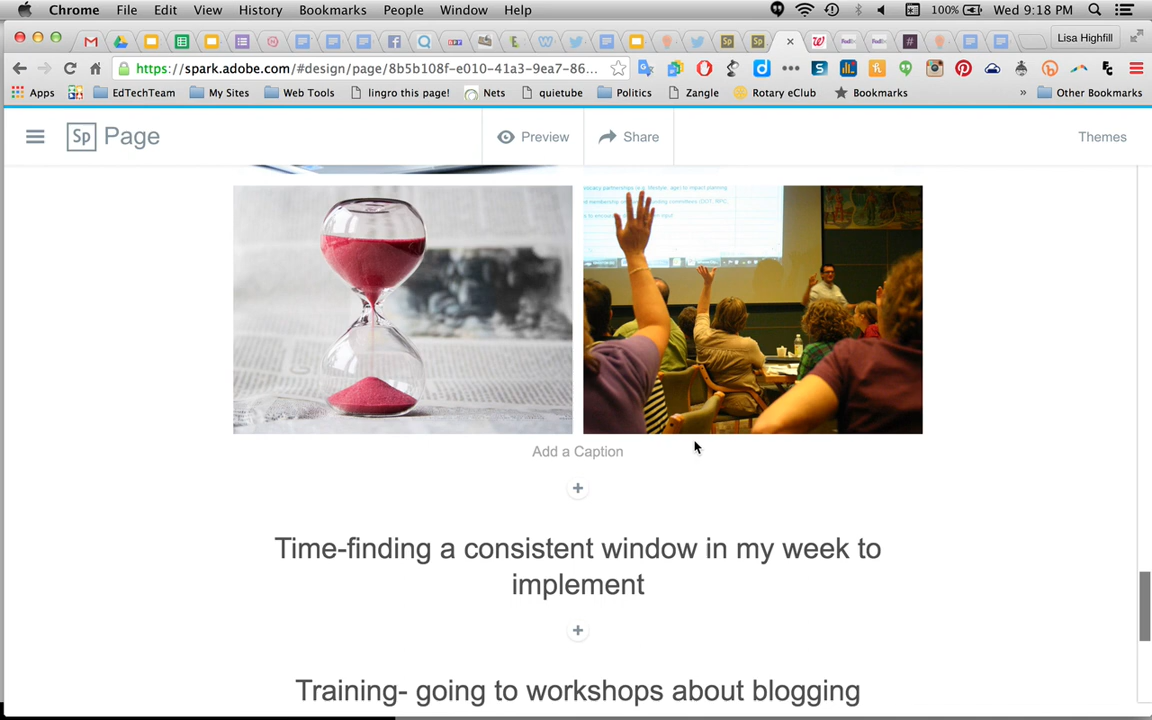 Chrome File Edit View History Bookmarks People Window Help 100% Wed 9:18 PM
Lisa Highfill
https://spark.adobe.com/#design/page/8b5b108f-e010-41a3-9ea7-86...
Apps EdTechTeam My Sites Web Tools lingro this page! Nets quietube Politics Zangle Rotary eClub Bookmarks » Other Bookmarks
Sp Page Preview Share Themes
Add a Caption
+
Time-finding a consistent window in my week to
implement
+
Training- going to workshops about blogging